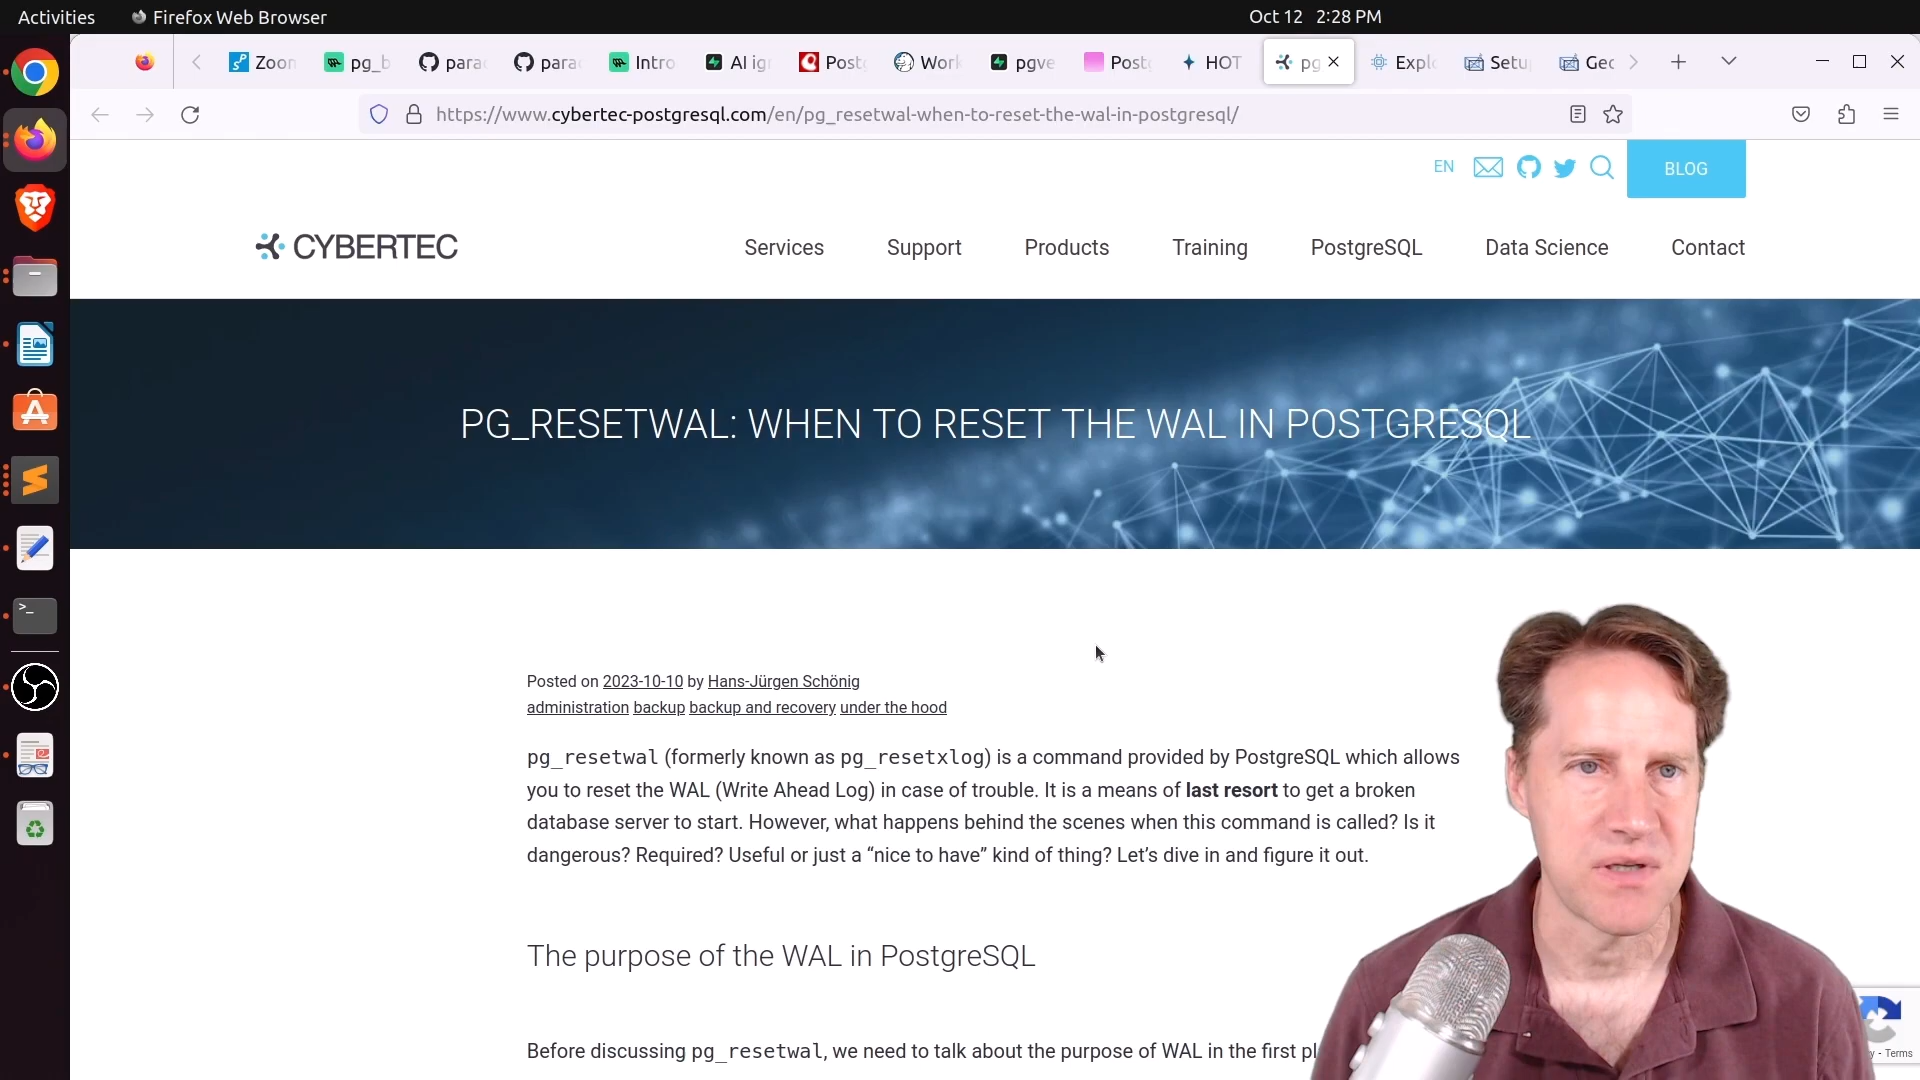 Activities
Firefox Web Browser
Oct 12 2:28 PM
Zoon
pg_b
para
para
Intro
AI ig
Post
Work
pgve
Post
HOT
pg
Expl
Setu
Geo
https://www.cybertec-postgresql.com/en/pg_resetwal-when-to-reset-the-wal-in-postgresql/
EN
BLOG
CYBERTEC
Services
Support
Products
Training
PostgreSQL
Data Science
Contact
PG_RESETWAL: WHEN TO RESET THE WAL IN POSTGRESQL
Posted on 2023-10-10 by Hans-Jürgen Schönig
administration backup backup and recovery under the hood
pg_resetwal (formerly known as pg_resetxlog) is a command provided by PostgreSQL which allows
you to reset the WAL (Write Ahead Log) in case of trouble. It is a means of last resort to get a broken
database server to start. However, what happens behind the scenes when this command is called? Is it
dangerous? Required? Useful or just a “nice to have” kind of thing? Let’s dive in and figure it out.
The purpose of the WAL in PostgreSQL
Before discussing pg_resetwal, we need to talk about the purpose of WAL in the first pl
y - Terms